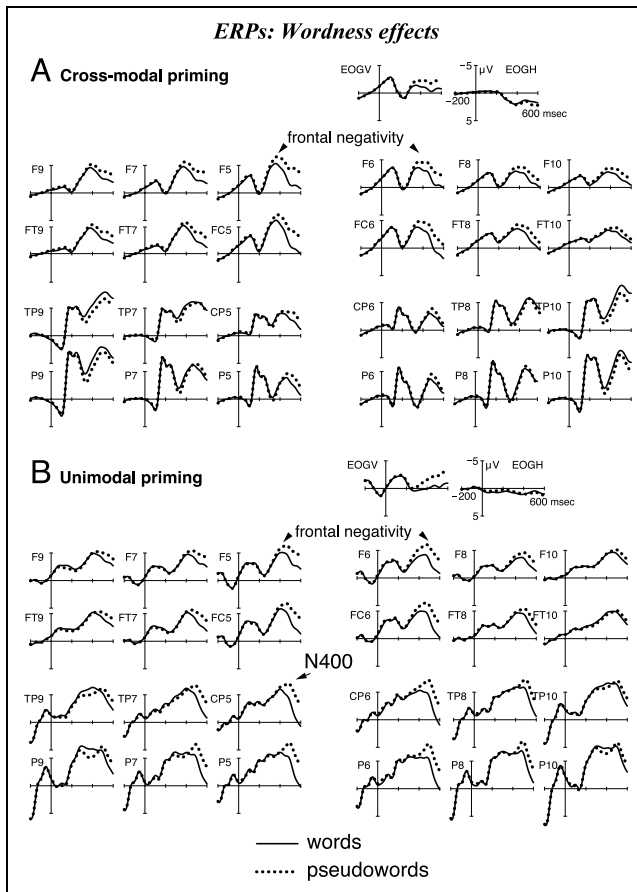 ERPs: Wordness effects
A Cross-modal priming
EOGV
-5
µV
EOGH
-200
600 msec
5
frontal negativity
F9 F7 F5 F6 F8 F10
FT9 FT7 FC5 FC6 FT8 FT10
TP9 TP7 CP5 CP6 TP8 TP10
P9 P7 P5 P6 P8 P10
B Unimodal priming
EOGV
-5
µV
EOGH
-200
600 msec
5
frontal negativity
F9 F7 F5 F6 F8 F10
FT9 FT7 FC5 FC6 FT8 FT10
N400
TP9 TP7 CP5 CP6 TP8 TP10
P9 P7 P5 P6 P8 P10
words
pseudowords